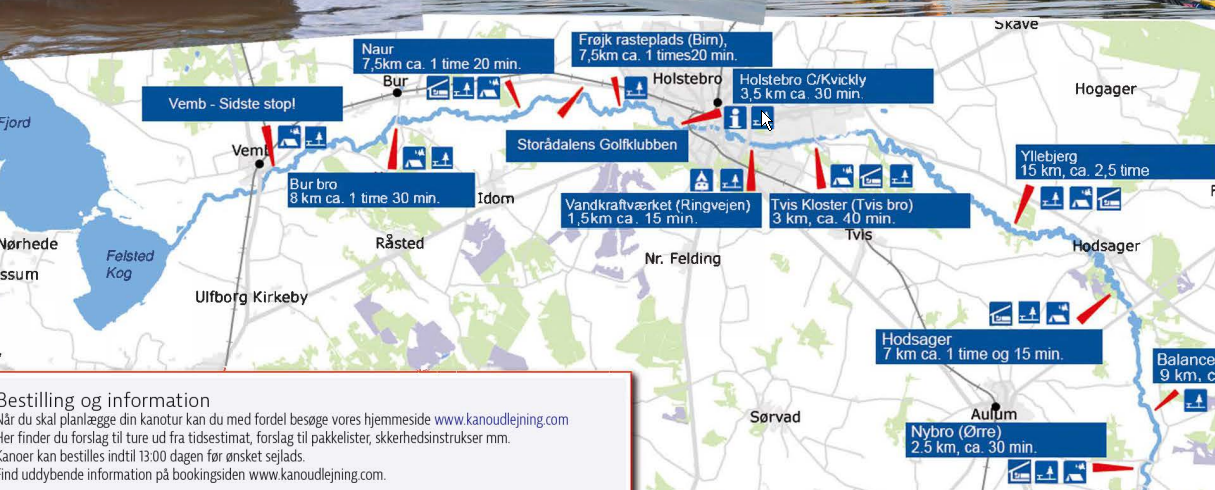 Skave
Naur
7,5km ca. 1 time 20 min.
Frøjk rasteplads (Birn),
7,5km ca. 1 times20 min.
Bur
Holstebro
Holstebro C/Kvickly
3,5 km ca. 30 min.
Hogager
Vemb - Sidste stop!
Fjord
Vemb
Storådalens Golfklubben
Yllebjerg
15 km, ca. 2,5 time
Bur bro
8 km ca. 1 time 30 min.
Idom
Vandkraftværket (Ringvejen)
1,5km ca. 15 min.
Tvis Kloster (Tvis bro)
3 km, ca. 40 min.
Tvis
Nørhede
ssum
Råsted
Felsted
Kog
Nr. Felding
Hodsager
Ulfborg Kirkeby
Hodsager
7 km ca. 1 time og 15 min.
Balance
9 km, c
Sørvad
Aulum
Nybro (Ørre)
2.5 km, ca. 30 min.
Bestilling og information
Når du skal planlægge din kanotur kan du med fordel besøge vores hjemmeside www.kanoudlejning.com
Her finder du forslag til ture ud fra tidsestimat, forslag til pakkelister, skkerhedsinstrukser mm.
Kanoer kan bestilles indtil 13:00 dagen før ønsket sejlads.
Find uddybende information på bookingsiden www.kanoudlejning.com.